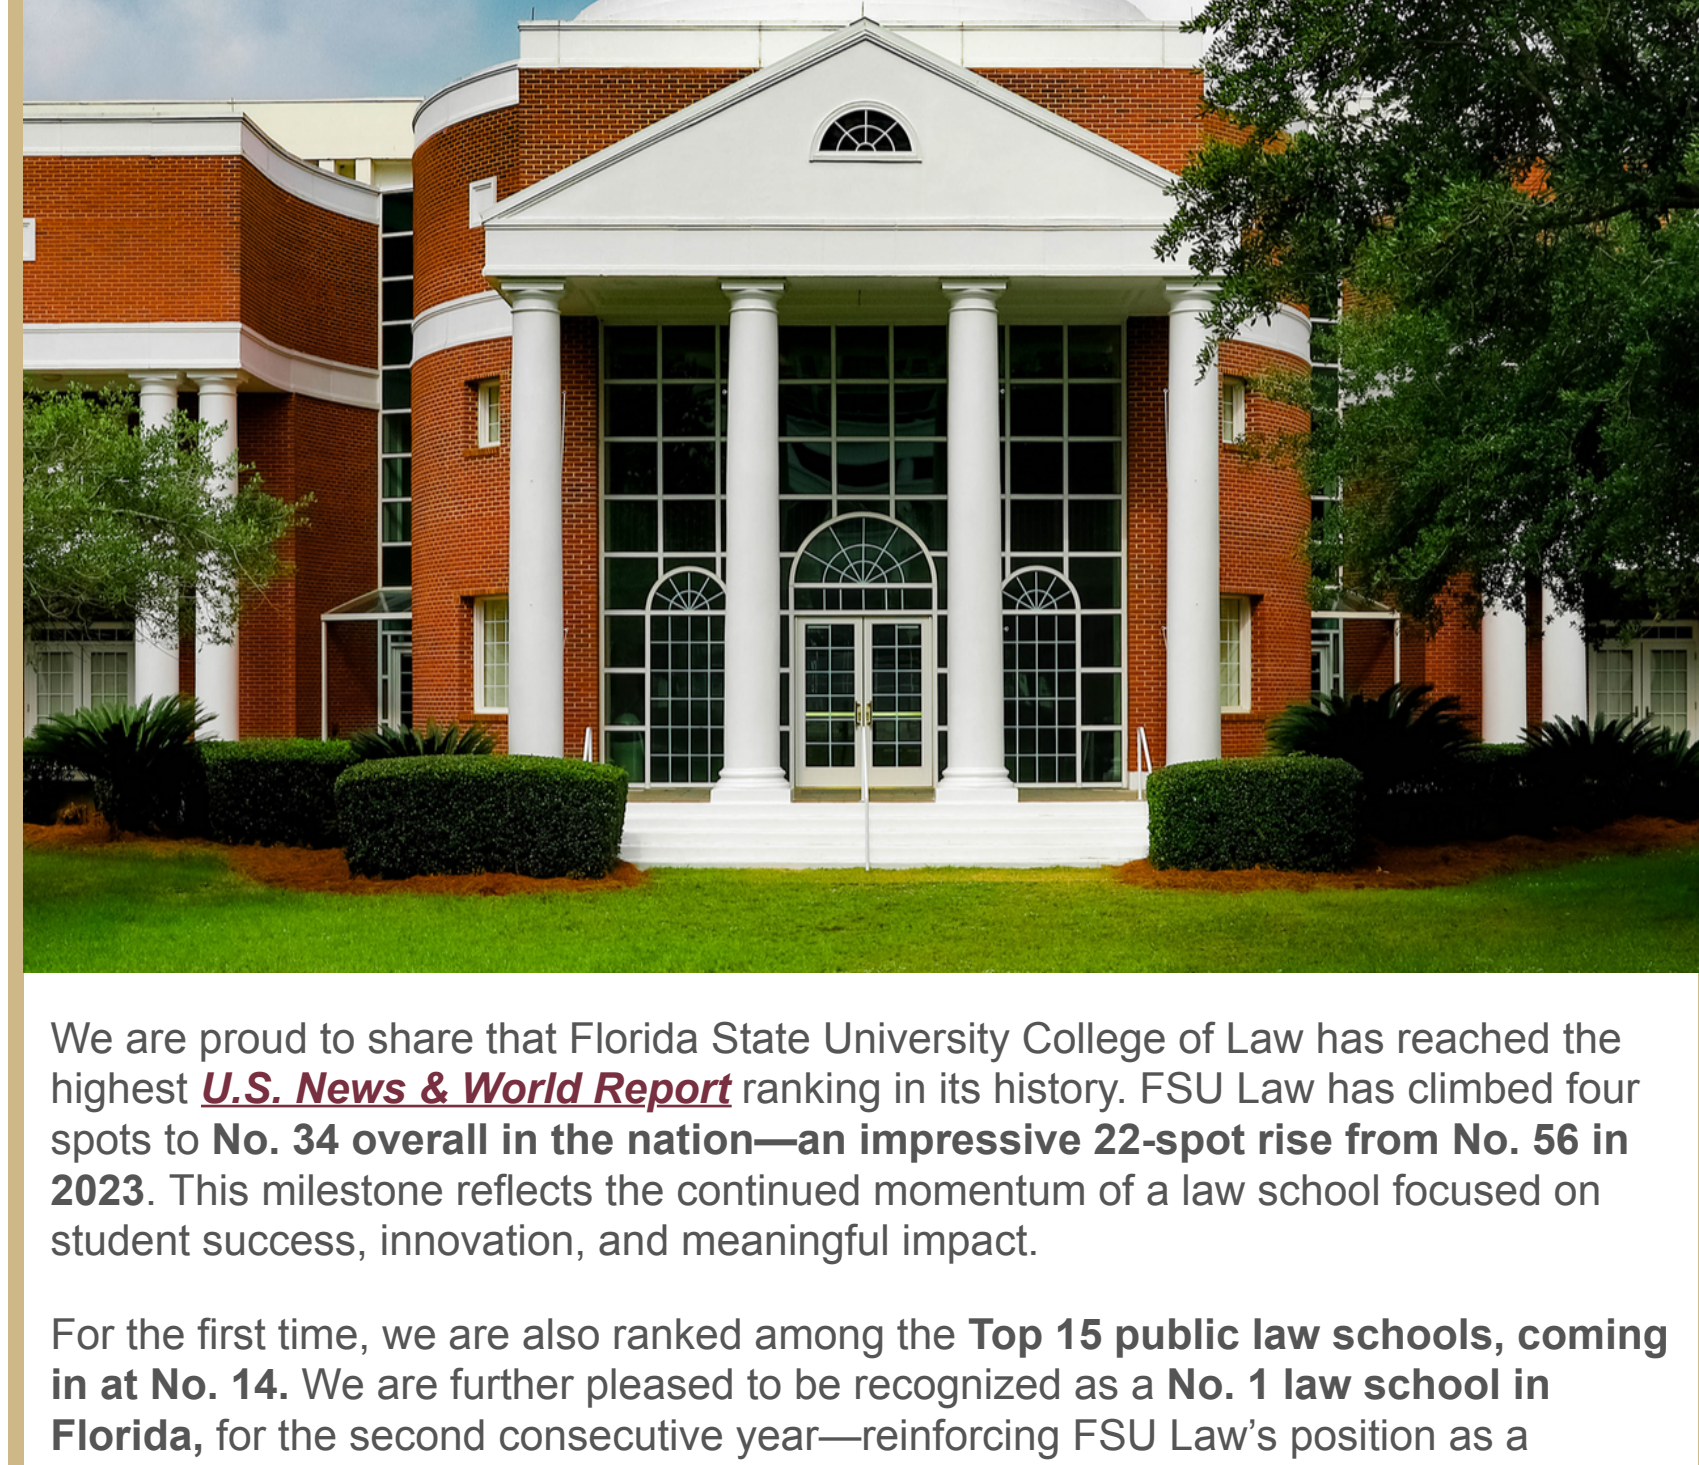 We are proud to share that Florida State University College of Law has reached the
highest U.S. News & World Report ranking in its history. FSU Law has climbed four
spots to No. 34 overall in the nation—an impressive 22-spot rise from No. 56 in
2023. This milestone reflects the continued momentum of a law school focused on
student success, innovation, and meaningful impact.
For the first time, we are also ranked among the Top 15 public law schools, coming
in at No. 14. We are further pleased to be recognized as a No. 1 law school in
Florida, for the second consecutive year—reinforcing FSU Law’s position as a